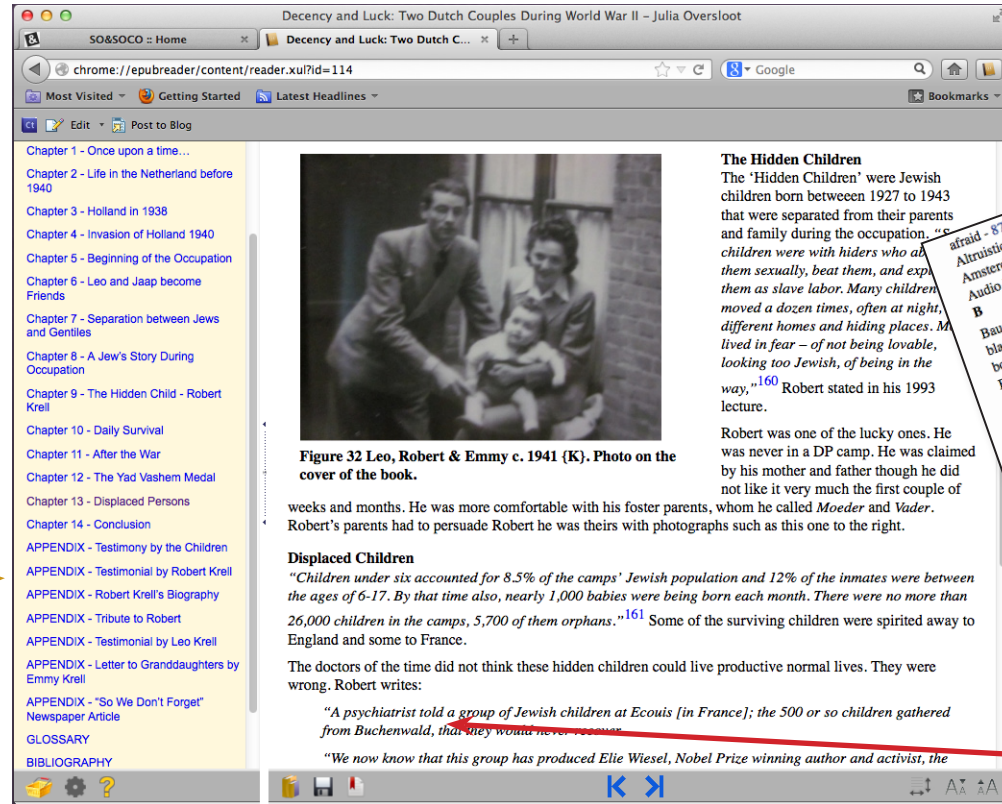 Decency and Luck: Two Dutch Couples During World War II – Julia Oversloot
SO&SOCO :: Home
Decency and Luck: Two Dutch C...
chrome://epubreader/content/reader.xul?id=114
Google
Most Visited
Getting Started
Latest Headlines
Bookmarks
Edit
Post to Blog
Chapter 1 - Once upon a time…
Chapter 2 - Life in the Netherland before
1940
Chapter 3 - Holland in 1938
Chapter 4 - Invasion of Holland 1940
Chapter 5 - Beginning of the Occupation
Chapter 6 - Leo and Jaap become
Friends
Chapter 7 - Separation between Jews
and Gentiles
Chapter 8 - A Jew's Story During
Occupation
Chapter 9 - The Hidden Child - Robert
Krell
Chapter 10 - Daily Survival
Chapter 11 - After the War
Chapter 12 - The Yad Vashem Medal
Chapter 13 - Displaced Persons
Chapter 14 - Conclusion
APPENDIX - Testimony by the Children
APPENDIX - Testimonial by Robert Krell
APPENDIX - Robert Krell's Biography
APPENDIX - Tribute to Robert
APPENDIX - Testimonial by Leo Krell
APPENDIX - Letter to Granddaughters by
Emmy Krell
APPENDIX - "So We Don't Forget"
Newspaper Article
GLOSSARY
BIBLIOGRAPHY
Figure 32 Leo, Robert & Emmy c. 1941 {K}. Photo on the
cover of the book.
The Hidden Children
The 'Hidden Children' were Jewish
children born betweeen 1927 to 1943
that were separated from their parents
and family during the occupation.
children were with hiders who
them sexually, beat them, and
them as slave labor. Many children
moved a dozen times, often at night,
different homes and hiding places.
lived in fear – of not being lovable,
looking too Jewish, of being in the
way,"160 Robert stated in his 1993
lecture.
Robert was one of the lucky ones. He
was never in a DP camp. He was claimed
by his mother and father though he did
not like it very much the first couple of
weeks and months. He was more comfortable with his foster parents, whom he called Moeder and Vader.
Robert's parents had to persuade Robert he was theirs with photographs such as this one to the right.
Displaced Children
"Children under six accounted for 8.5% of the camps' Jewish population and 12% of the inmates were between
the ages of 6-17. By that time also, nearly 1,000 babies were being born each month. There were no more than
26,000 children in the camps, 5,700 of them orphans."161 Some of the surviving children were spirited away to
England and some to France.
The doctors of the time did not think these hidden children could live productive normal lives. They were
wrong. Robert writes:
"A psychiatrist told a group of Jewish children at Ecouis [in France]; the 500 or so children gathered
from Buchenwald, that they would never recover
"We now know that this group has produced Elie Wiesel, Nobel Prize winning author and activist, the
afraid - 87
Audio
B